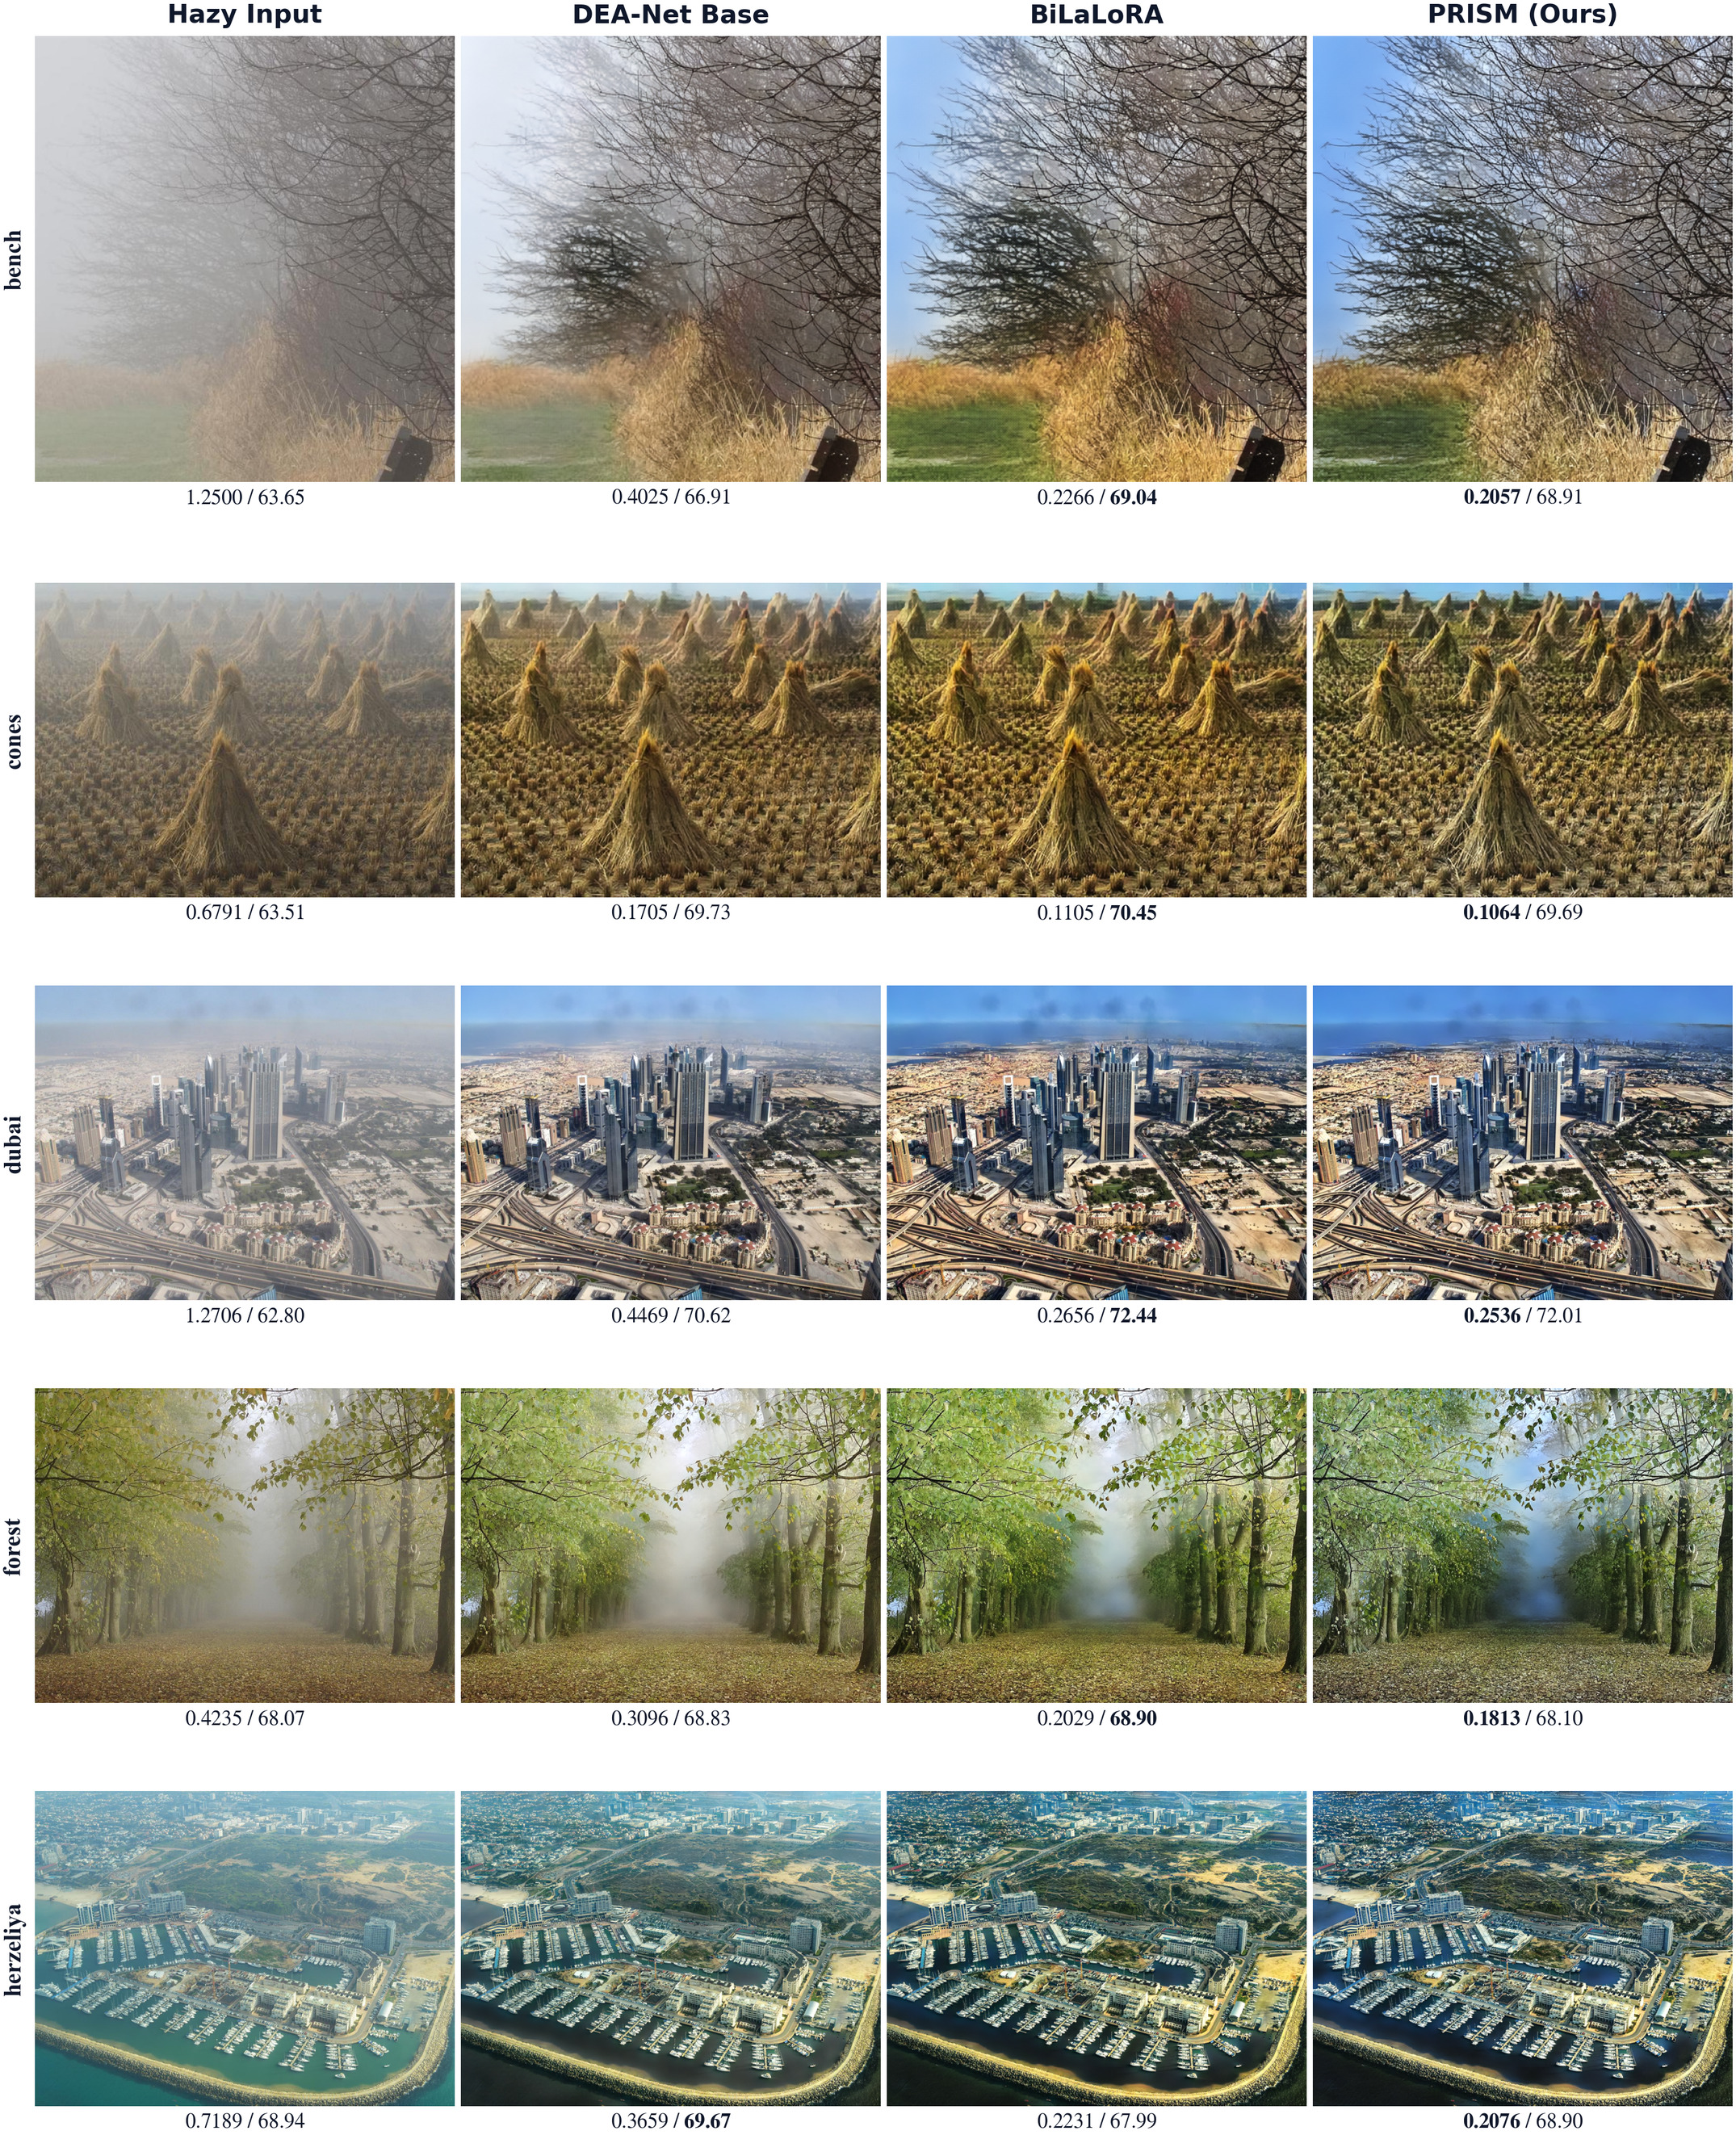 Hazy Input DEA-Net Base BiLaLoRA PRISM (Ours)
bench
1.2500 / 63.65 0.4025 / 66.91 0.2266 / 69.04 0.2057 / 68.91
cones
0.6791 / 63.51 0.1705 / 69.73 0.1105 / 70.45 0.1064 / 69.69
dubai
1.2706 / 62.80 0.4469 / 70.62 0.2656 / 72.44 0.2536 / 72.01
forest
0.4235 / 68.07 0.3096 / 68.83 0.2029 / 68.90 0.1813 / 68.10
herzeliya
0.7189 / 68.94 0.3659 / 69.67 0.2231 / 67.99 0.2076 / 68.90